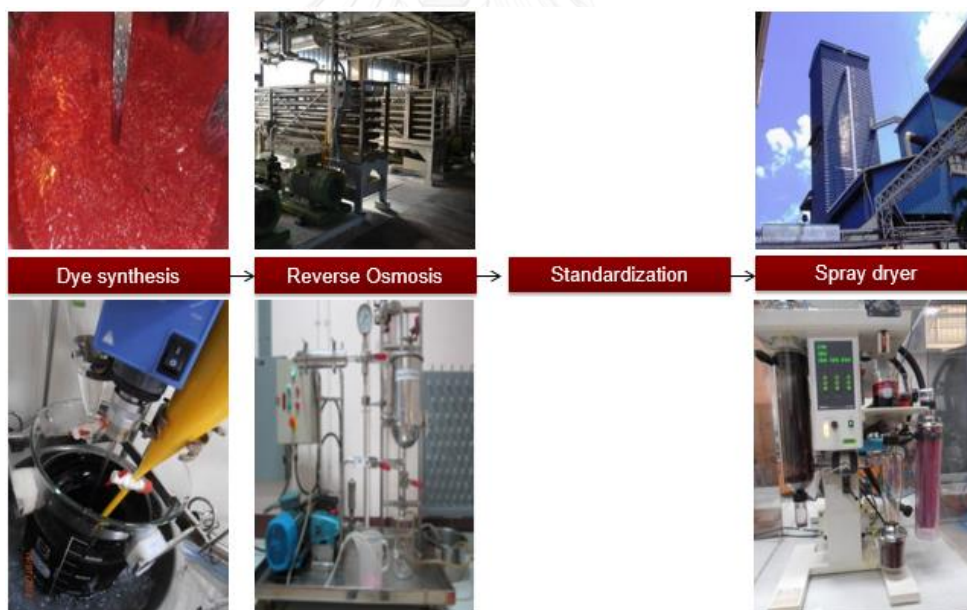 Dye synthesis
Reverse Osmosis
Standardization
Spray dryer